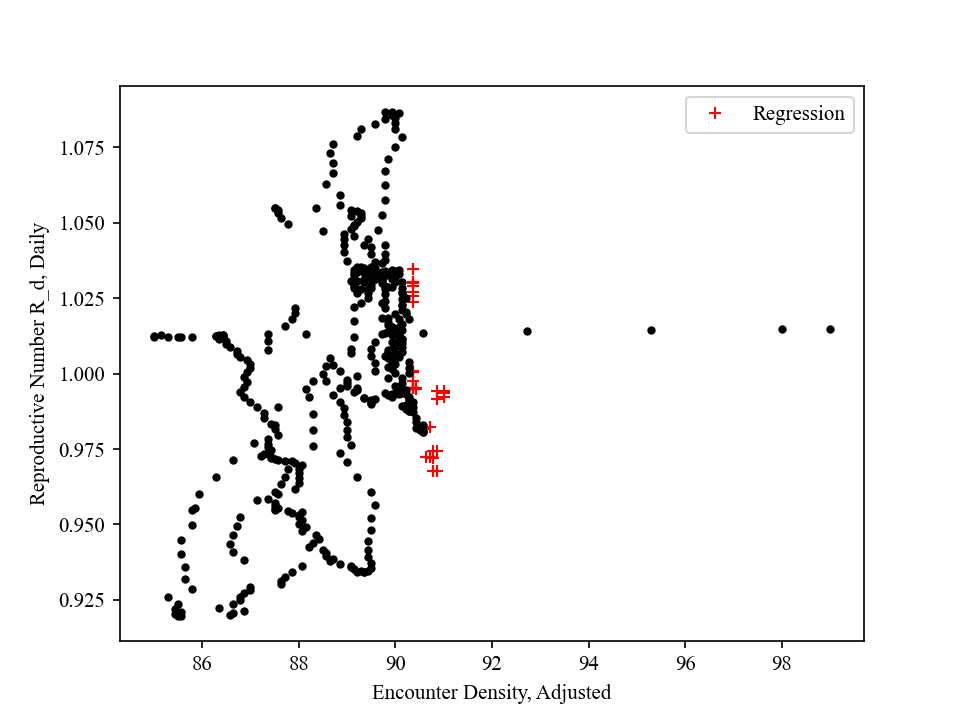 Regression
1.075
1.050
1.025
1.000
0.975
0.950
0.925
Reproductive Number R_d, Daily
86 88 90 92 94 96 98
Encounter Density, Adjusted